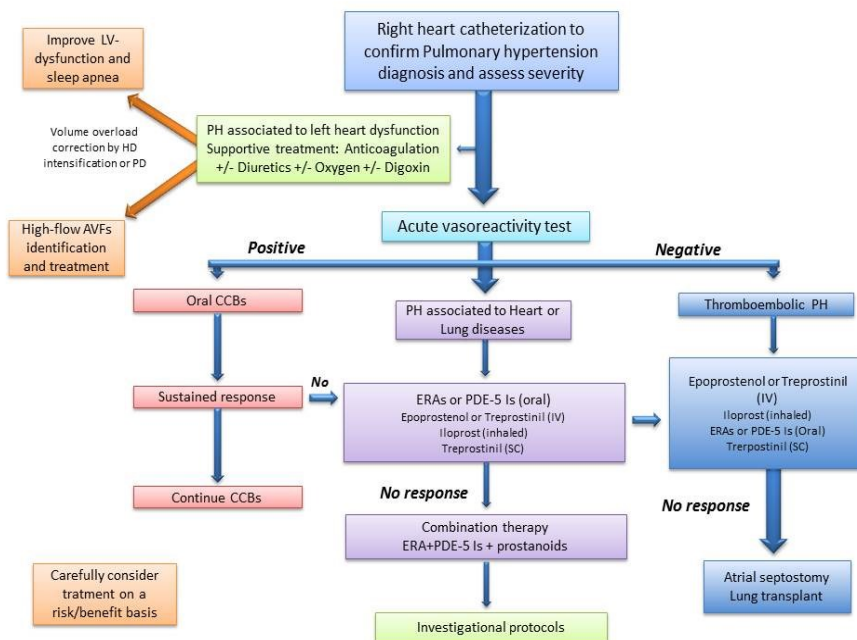 Right heart catheterization to
confirm Pulmonary hypertension
diagnosis and assess severity
Improve LV-
dysfunction and
sleep apnea
Volume overload
correction by HD
intensification or PD
PH associated to left heart dysfunction
Supportive treatment: Anticoagulation
+/- Diuretics +/- Oxygen +/- Digoxin
High-flow AVFs
identification
and treatment
Acute vasoreactivity test
Positive
Negative
Oral CCBs
PH associated to Heart or
Lung diseases
Thromboembolic PH
Sustained response
No
ERAs or PDE-5 Is (oral)
Epoprostenol or Treprostinil (IV)
Iloprost (inhaled)
Treprostinil (SC)
Epoprostenol or Treprostinil
(IV)
Iloprost (inhaled)
ERAs or PDE-5 Is (Oral)
Terpostinil (SC)
Continue CCBs
No response
No response
Combination therapy
ERA+PDE-5 Is + prostanoids
Atrial septostomy
Lung transplant
Carefully consider
tratment on a
risk/benefit basis
Investigational protocols